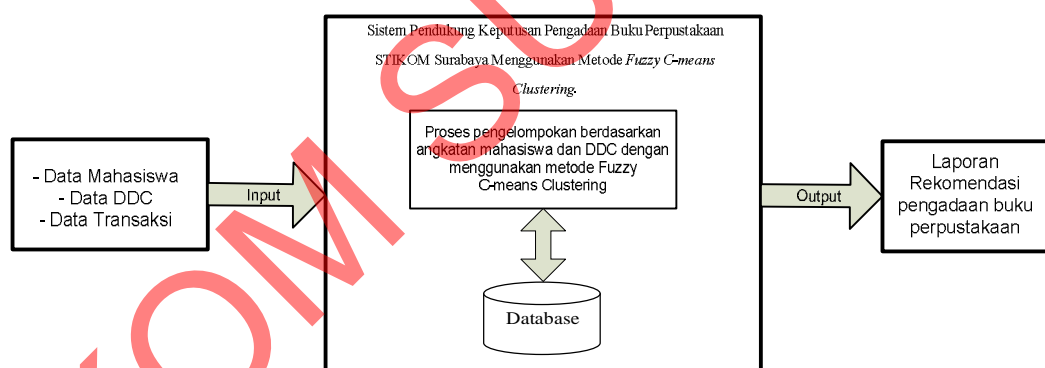 Sistem Pendukung Keputusan Pengadaan Buku Perpustakaan
STIKOM Surabaya Menggunakan Metode Fuzzy C-means
Clustering.
- Data Mahasiswa
- Data DDC
- Data Transaksi
Input
Proses pengelompokan berdasarkan
angkatan mahasiswa dan DDC dengan
menggunakan metode Fuzzy
C-means Clustering
Database
Output
Laporan
Rekomendasi
pengadaan buku
perpustakaan
KOM SU